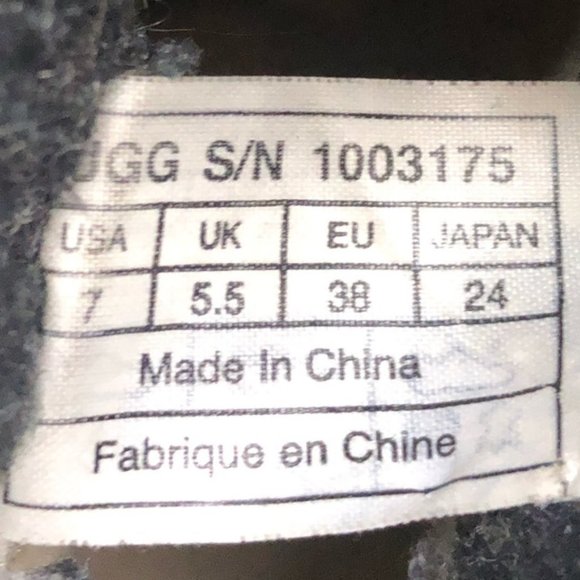 UGG S/N 1003175
USA UK EU JAPAN
7 5.5 38 24
Made In China
Fabrique en Chine